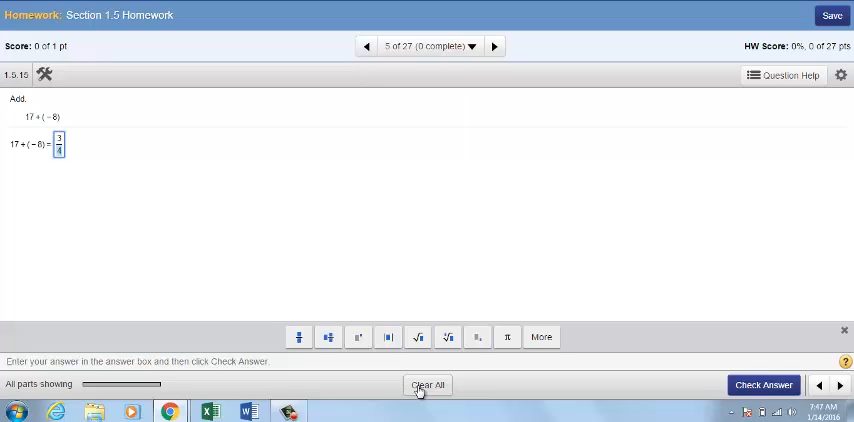 Homework: Section 1.5 Homework
Save
Score: 0 of 1 pt
5 of 27 (0 complete)
HW Score: 0%, 0 of 27 pts
1.5.15
Question Help
Add.
17 + ( − 8)
17 + ( − 8) = 3/4
π
More
Enter your answer in the answer box and then click Check Answer.
?
All parts showing
Clear All
Check Answer
7:47 AM
1/14/2016